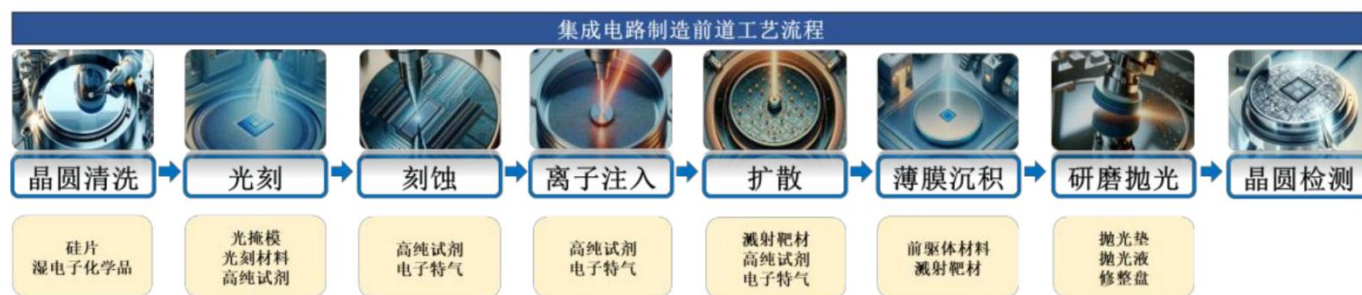 集成电路制造前道工艺流程
晶圆清洗
光刻
刻蚀
离子注入
扩散
薄膜沉积
研磨抛光
晶圆检测
硅片
湿电子化学品
光掩模
光刻材料
高纯试剂
高纯试剂
电子特气
高纯试剂
电子特气
溅射靶材
高纯试剂
电子特气
前驱体材料
溅射靶材
抛光垫
抛光液
修整盘